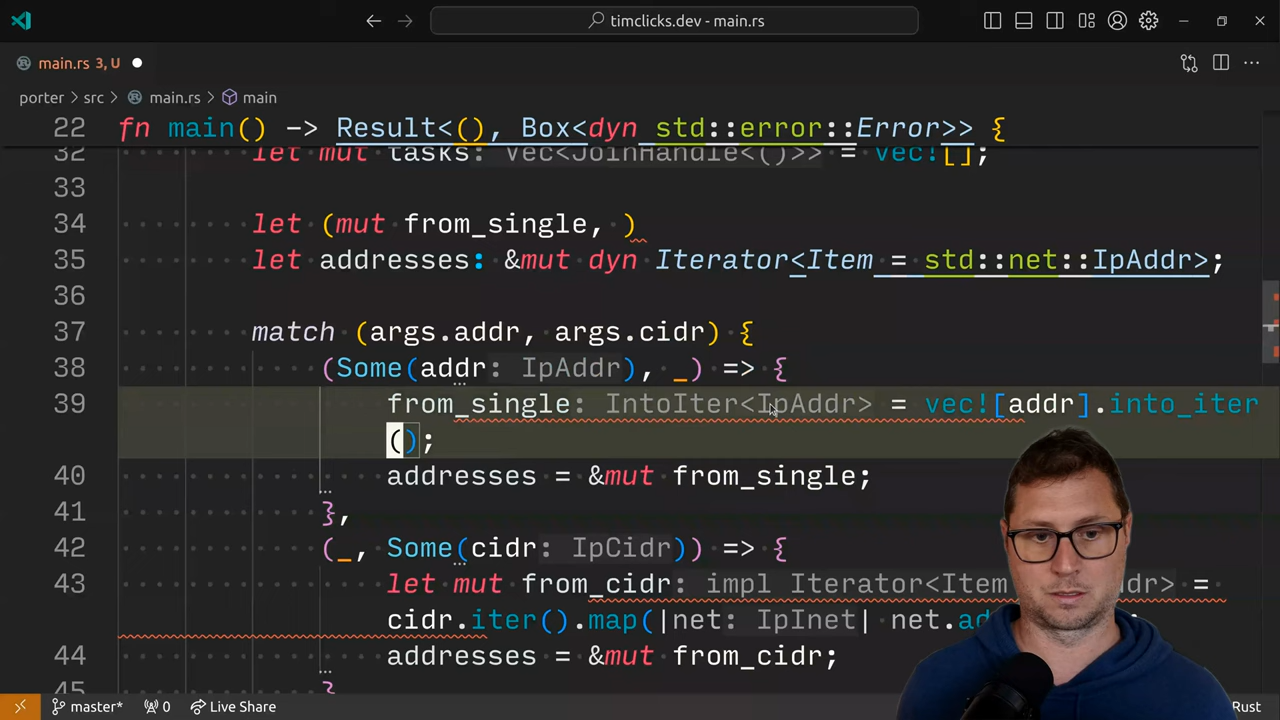 timclicks.dev - main.rs
main.rs 3, U
porter > src > main.rs > main
22 fn main() -> Result<(), Box<dyn std::error::Error>> {
32 let mut tasks: Vec<JoinHandle<()>> = vec![];
33
34 let (mut from_single, )
35 let addresses: &mut dyn Iterator<Item = std::net::IpAddr>;
36
37 match (args.addr, args.cidr) {
38 (Some(addr: IpAddr), _) => {
39 from_single: IntoIter<IpAddr> = vec![addr].into_iter
();
40 addresses = &mut from_single;
41 },
42 (_, Some(cidr: IpCidr)) => {
43 let mut from_cidr: impl Iterator<Item > =
cidr.iter().map(|net: IpInet| net.ad
44 addresses = &mut from_cidr;
45 }
master* 0 Live Share Rust